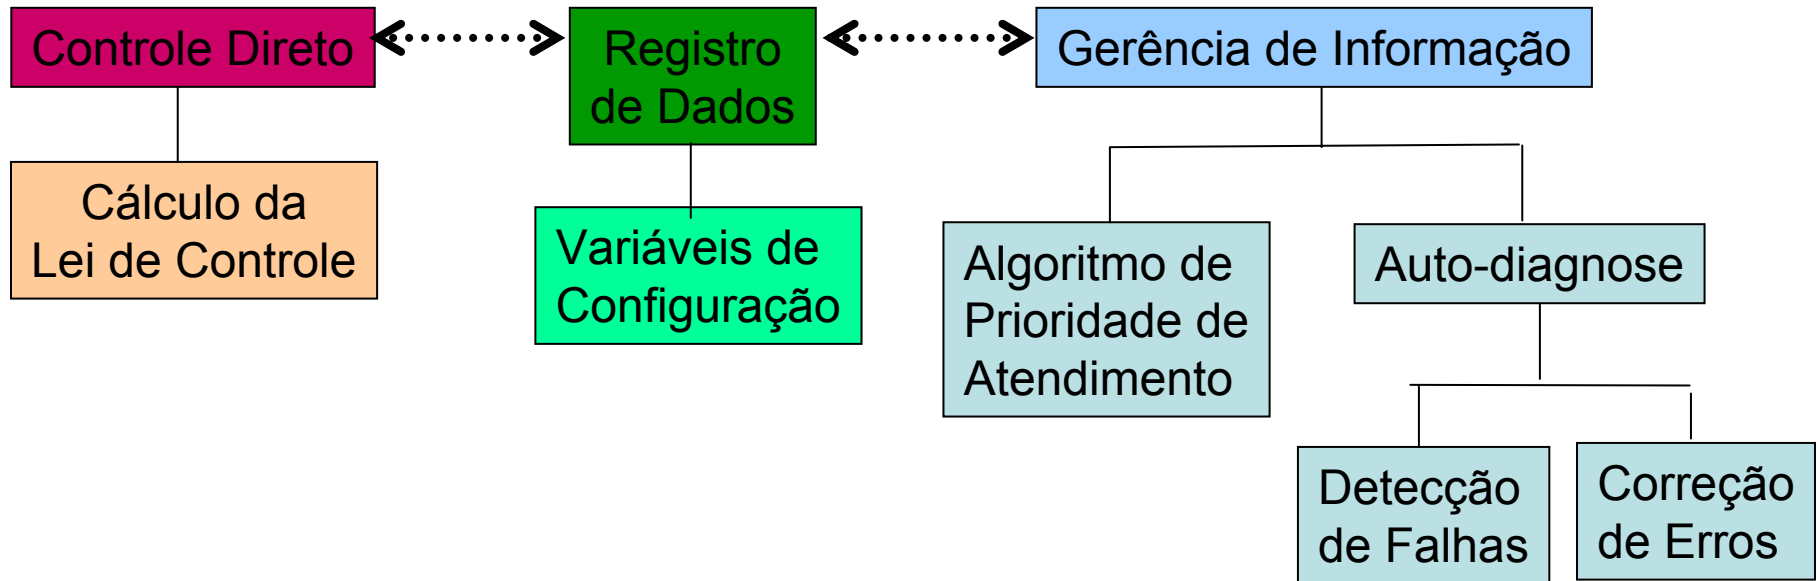 Controle Direto
Registro
de Dados
Gerência de Informação
Cálculo da
Lei de Controle
Variáveis de
Configuração
Algoritmo de
Prioridade de
Atendimento
Auto-diagnose
Detecção
de Falhas
Correção
de Erros